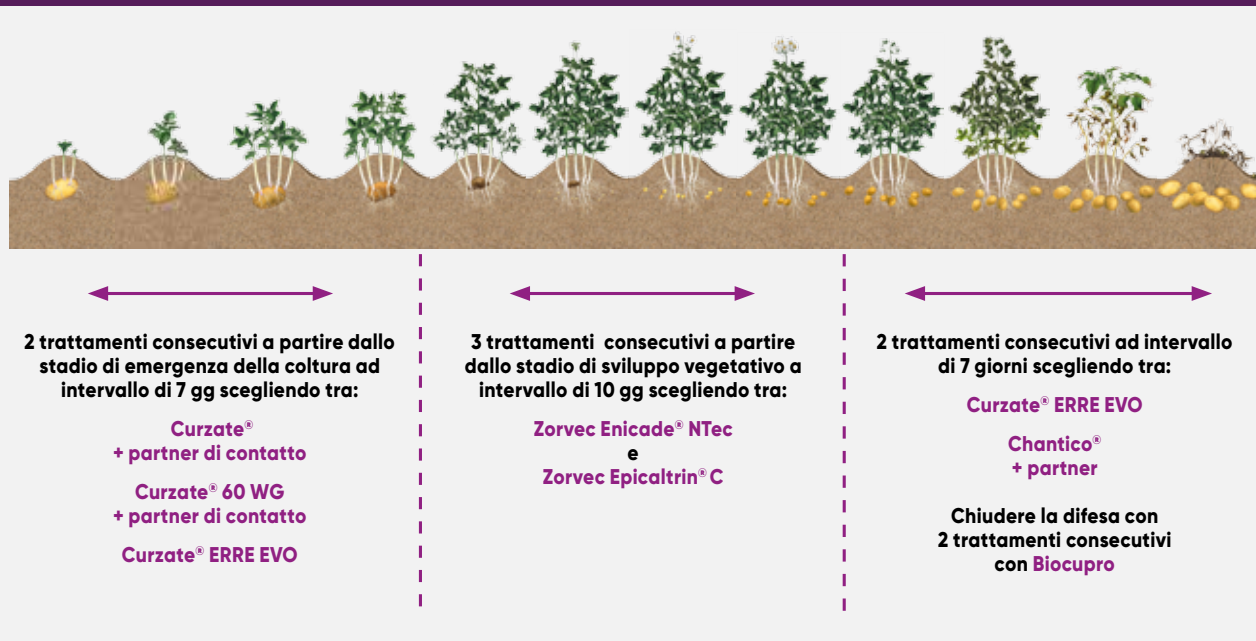 2 trattamenti consecutivi a partire dallo
stadio di emergenza della coltura ad
intervallo di 7 gg scegliendo tra:
Curzate®
+ partner di contatto
Curzate® 60 WG
+ partner di contatto
Curzate® ERRE EVO
3 trattamenti consecutivi a partire
dallo stadio di sviluppo vegetativo a
intervallo di 10 gg scegliendo tra:
Zorvec Enicade® NTec
e
Zorvec Epicaltrin® C
2 trattamenti consecutivi ad intervallo
di 7 giorni scegliendo tra:
Curzate® ERRE EVO
Chantico®
+ partner
Chiudere la difesa con
2 trattamenti consecutivi
con Biocupro